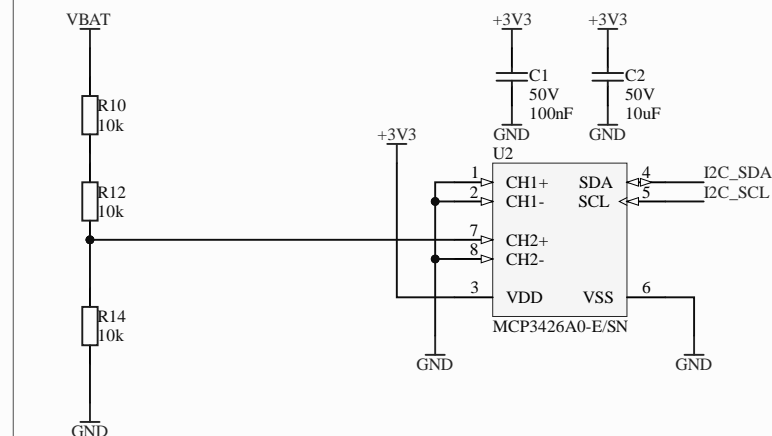 VBAT
R10
10k
R12
10k
R14
10k
GND
+3V3
+3V3
C1
50V
100nF
GND
C2
50V
10uF
GND
+3V3
U2
1
CH1+
SDA
4
I2C_SDA
2
CH1-
SCL
5
I2C_SCL
7
CH2+
8
CH2-
3
VDD
VSS
6
MCP3426A0-E/SN
GND
GND